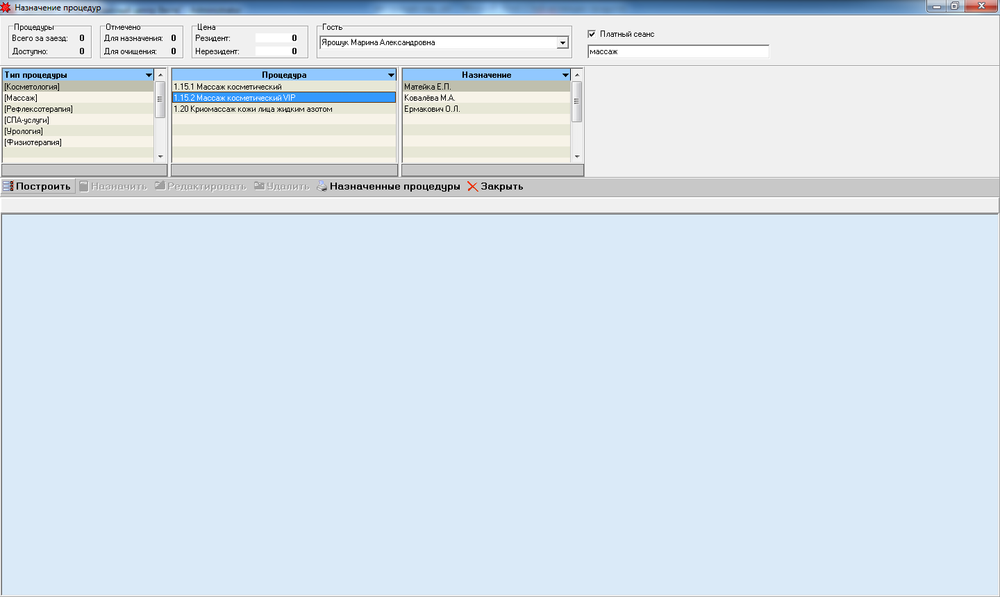 Назначение процедур
Процедуры
Всего за заезд: 0
Доступно: 0
Отмечено
Для назначения: 0
Для очищения: 0
Цена
Резидент: 0
Нерезидент: 0
Гость
Ярощук Марина Александровна
Платный сеанс
массаж
Тип процедуры
[Косметология]
[Массаж]
[Рефлексотерапия]
[СПА-услуги]
[Урология]
[Физиотерапия]
Процедура
1.15.1 Массаж косметический
1.15.2 Массаж косметический VIP
1.20 Криомассаж кожи лица жидким азотом
Назначение
Матейка Е.П.
Ковалёва М.А.
Ермакович О.Л.
Построить Назначить Редактировать Удалить Назначенные процедуры Закрыть